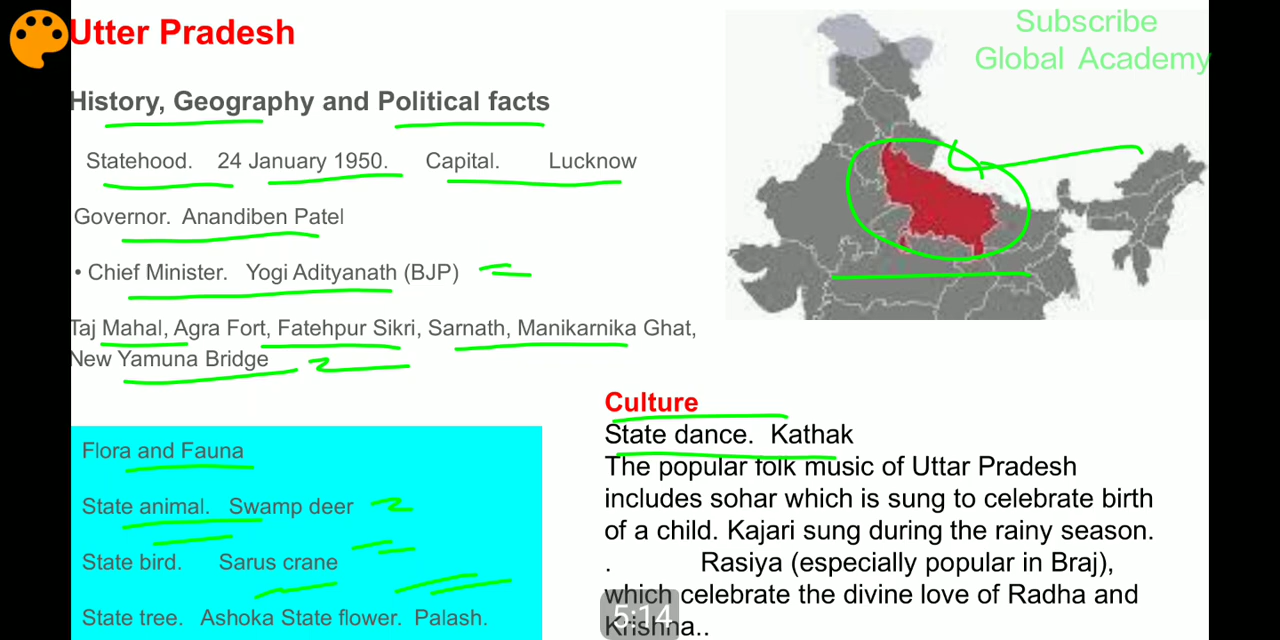 Utter Pradesh
Subscribe
Global Academy
History, Geography and Political facts
Statehood. 24 January 1950. Capital. Lucknow
Governor. Anandiben Patel
• Chief Minister. Yogi Adityanath (BJP)
Taj Mahal, Agra Fort, Fatehpur Sikri, Sarnath, Manikarnika Ghat,
New Yamuna Bridge
Flora and Fauna
State animal. Swamp deer
State bird. Sarus crane
State tree. Ashoka State flower. Palash.
Culture
State dance. Kathak
The popular folk music of Uttar Pradesh
includes sohar which is sung to celebrate birth
of a child. Kajari sung during the rainy season.
. Rasiya (especially popular in Braj),
which celebrate the divine love of Radha and
Krishna..
5:14